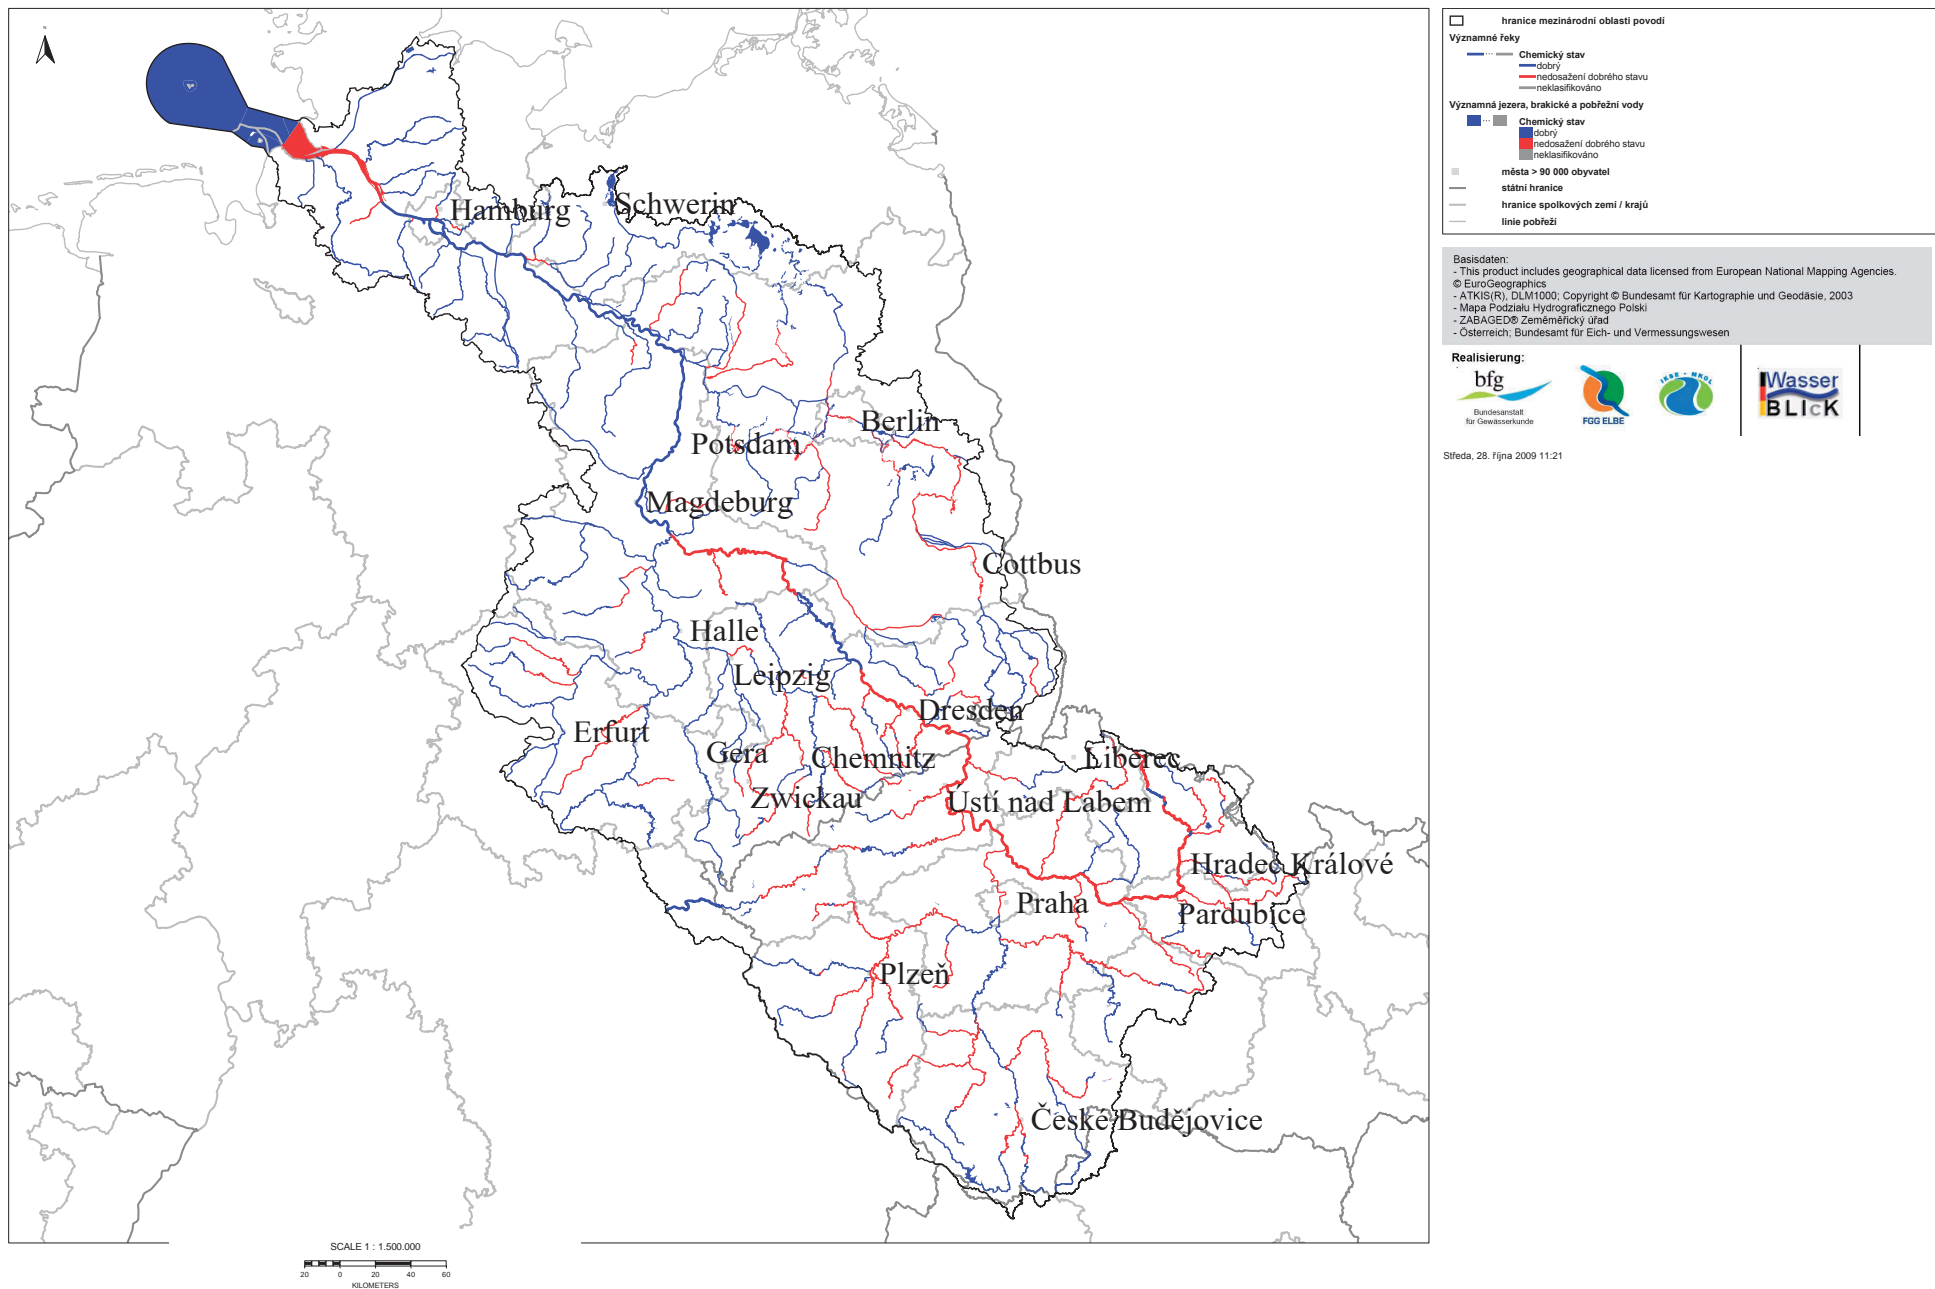 N
Hamburg
Schwerin
Berlin
Potsdam
Magdeburg
Cottbus
Halle
Leipzig
Dresden
Erfurt
Gera
Chemnitz
Liberec
Zwickau
Ústí nad Labem
Hradec Králové
Praha
Pardubice
Plzeň
České Budějovice
SCALE 1 : 1.500.000
20 0 20 40 60
KILOMETERS
hranice mezinárodní oblasti povodí
Významné řeky
Chemický stav
dobrý
nedosažení dobrého stavu
neklasifikováno
Významná jezera, brakické a pobřežní vody
Chemický stav
dobrý
nedosažení dobrého stavu
neklasifikováno
města > 90 000 obyvatel
státní hranice
hranice spolkových zemí / krajů
linie pobřeží
Basisdaten:
- This product includes geographical data licensed from European National Mapping Agencies.
© EuroGeographics
- ATKIS(R), DLM1000; Copyright © Bundesamt für Kartographie und Geodäsie, 2003
- Mapa Podziału Hydrograficznego Polski
- ZABAGED® Zeměměřický úřad
- Österreich; Bundesamt für Eich- und Vermessungswesen
Realisierung:
bfg
Bundesanstalt
für Gewässerkunde
FGG ELBE
IKSE - MKOL
Wasser
BLIcK
Středa, 28. října 2009 11:21